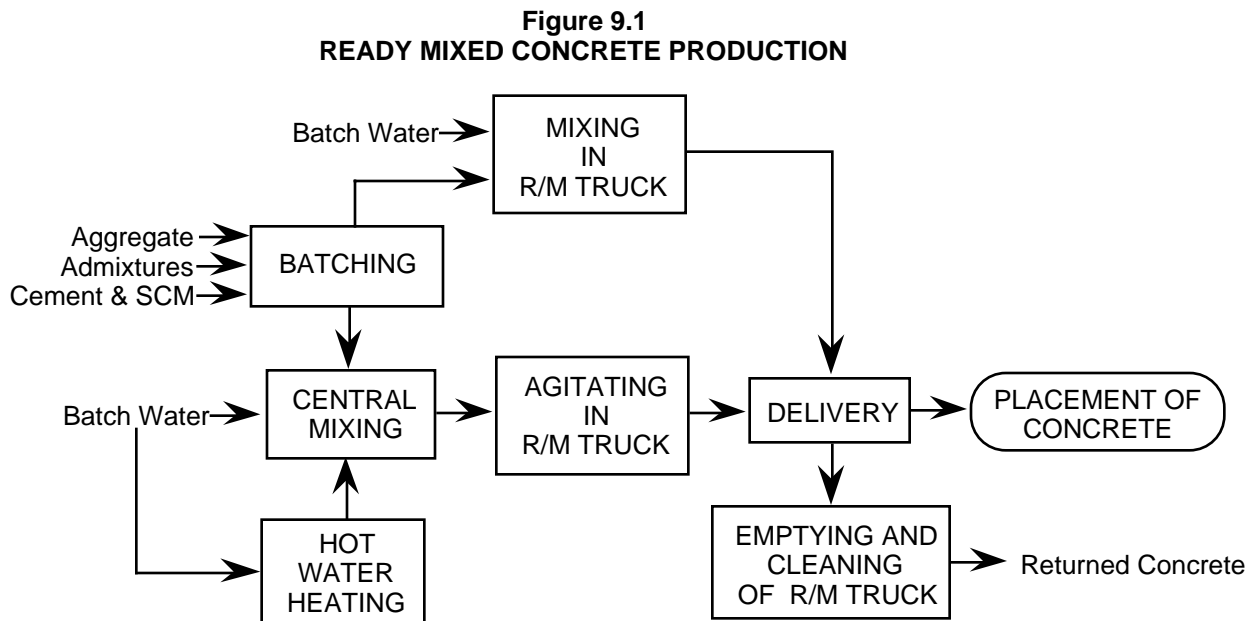 Figure 9.1
READY MIXED CONCRETE PRODUCTION
Batch Water
MIXING
IN
R/M TRUCK
Aggregate
Admixtures
Cement & SCM
BATCHING
Batch Water
CENTRAL
MIXING
AGITATING
IN
R/M TRUCK
DELIVERY
PLACEMENT OF
CONCRETE
HOT
WATER
HEATING
EMPTYING AND
CLEANING
OF R/M TRUCK
Returned Concrete